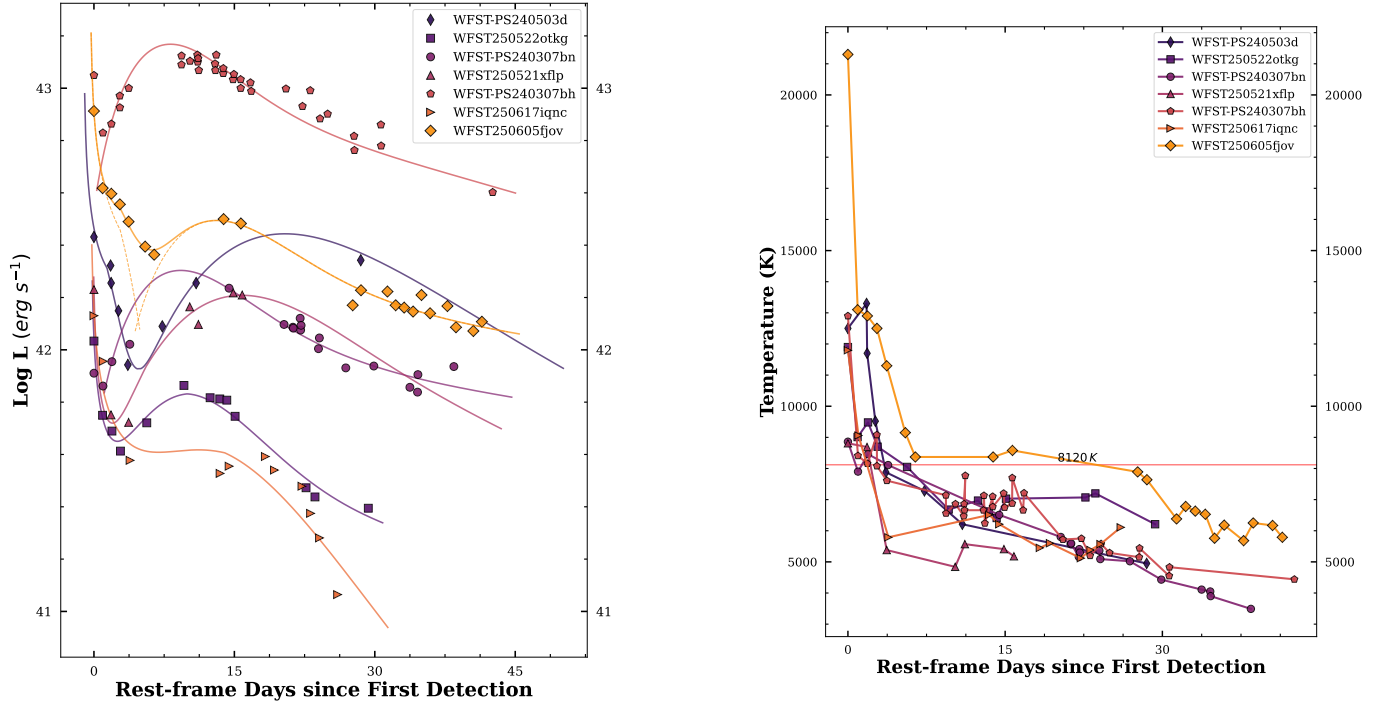 WFST-PS240503d
WFST250522otkg
WFST-PS240307bn
WFST250521xflp
WFST-PS240307bh
WFST250617iqnc
WFST250605fjov
43
42
41
43
42
41
0
15
30
45
Log L (erg s⁻¹)
Rest-frame Days since First Detection
WFST-PS240503d
WFST250522otkg
WFST-PS240307bn
WFST250521xflp
WFST-PS240307bh
WFST250617iqnc
WFST250605fjov
20000
15000
10000
5000
20000
15000
10000
5000
8120 K
0
15
30
Temperature (K)
Rest-frame Days since First Detection